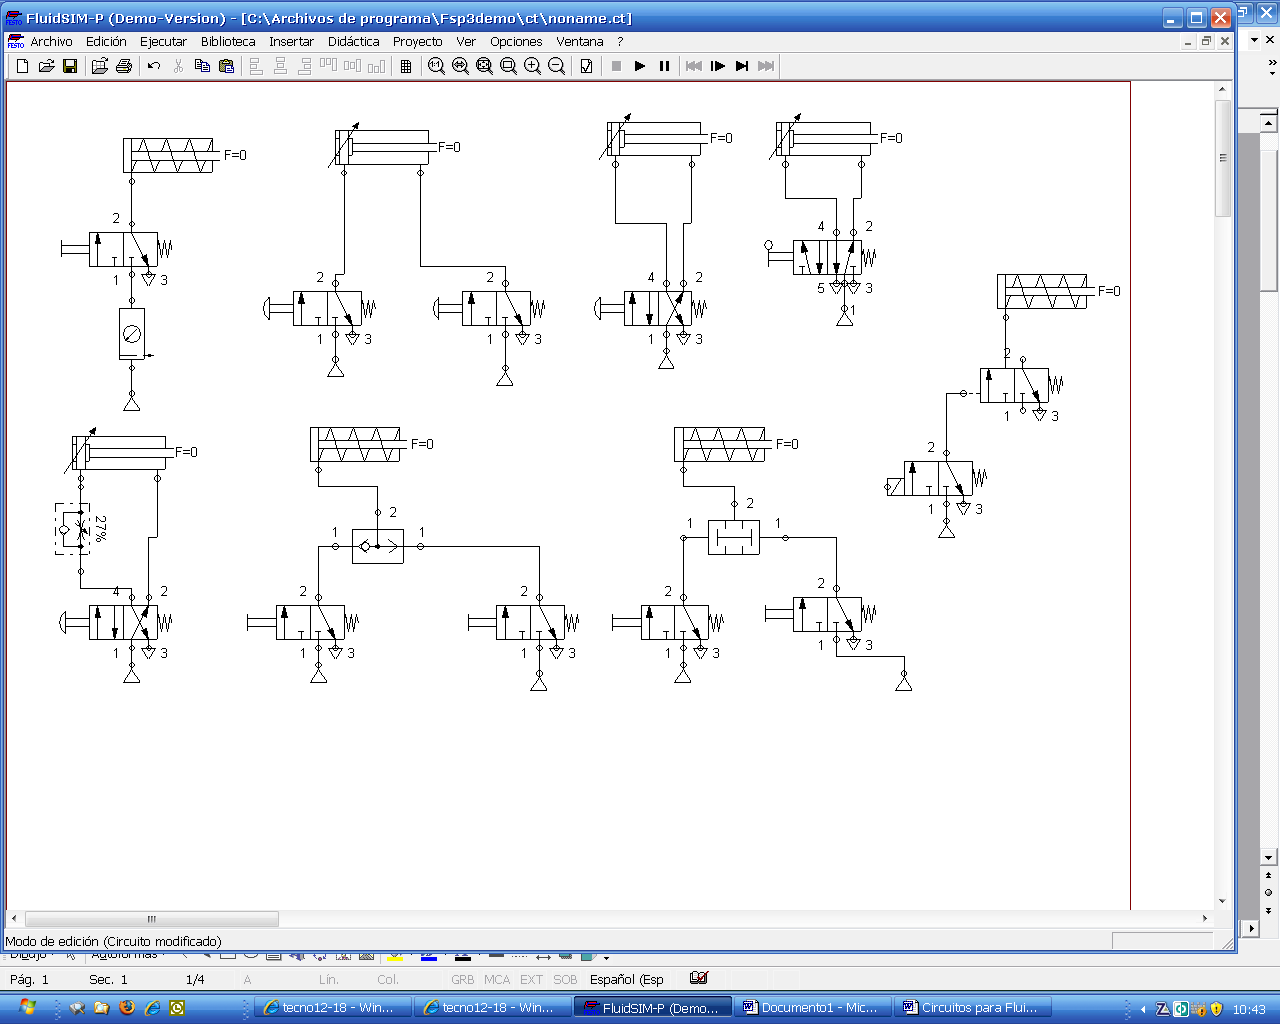 FluidSIM-P (Demo-Version) - [C:\Archivos de programa\Fsp3demo\ct\noname.ct]
FESTO
Archivo Edición Ejecutar Biblioteca Insertar Didáctica Proyecto Ver Opciones Ventana ?
F=0
2
1 3
F=0
2 2
1 3 1 3
F=0
4 2
1 3
F=0
4 2
5 3
1
F=0
2
1 3
2
1 3
F=0
27%
4 2
1 3
F=0
2
1 1
2 2
1 3 1 3
F=0
2
1 1
2 2
1 3 1 3
Modo de edición (Circuito modificado)
Dibujo Autoformas
Pág. 1 Sec. 1 1/4 A Lín. Col. GRB MCA EXT SOB Español (Esp
tecno12-18 - Win... tecno12-18 - Win... FluidSIM-P (Demo... Documento1 - Mic... Circuitos para Flui... 10:43